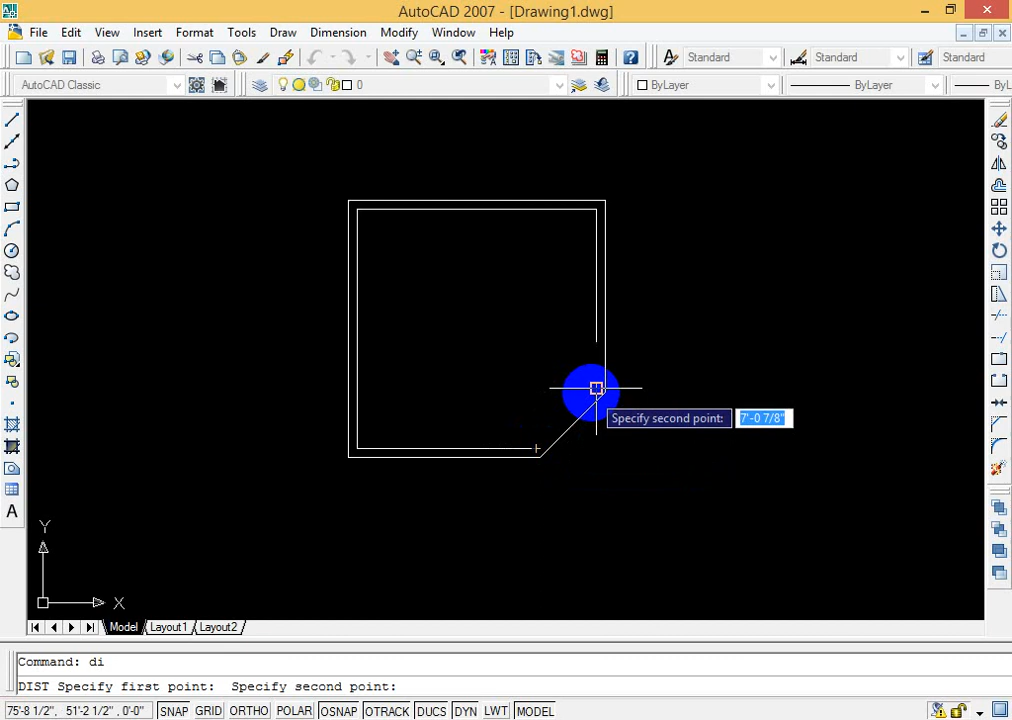 AutoCAD 2007 - [Drawing1.dwg]
File Edit View Insert Format Tools Draw Dimension Modify Window Help
Standard Standard Standard
AutoCAD Classic 0 ByLayer ByLayer ByL
Specify second point: 7'-0 7/8"
A
Y
X
Model Layout1 Layout2
Command: di
DIST Specify first point:  Specify second point:
75'-8 1/2", 51'-2 1/2", 0'-0" SNAP GRID ORTHO POLAR OSNAP OTRACK DUCS DYN LWT MODEL